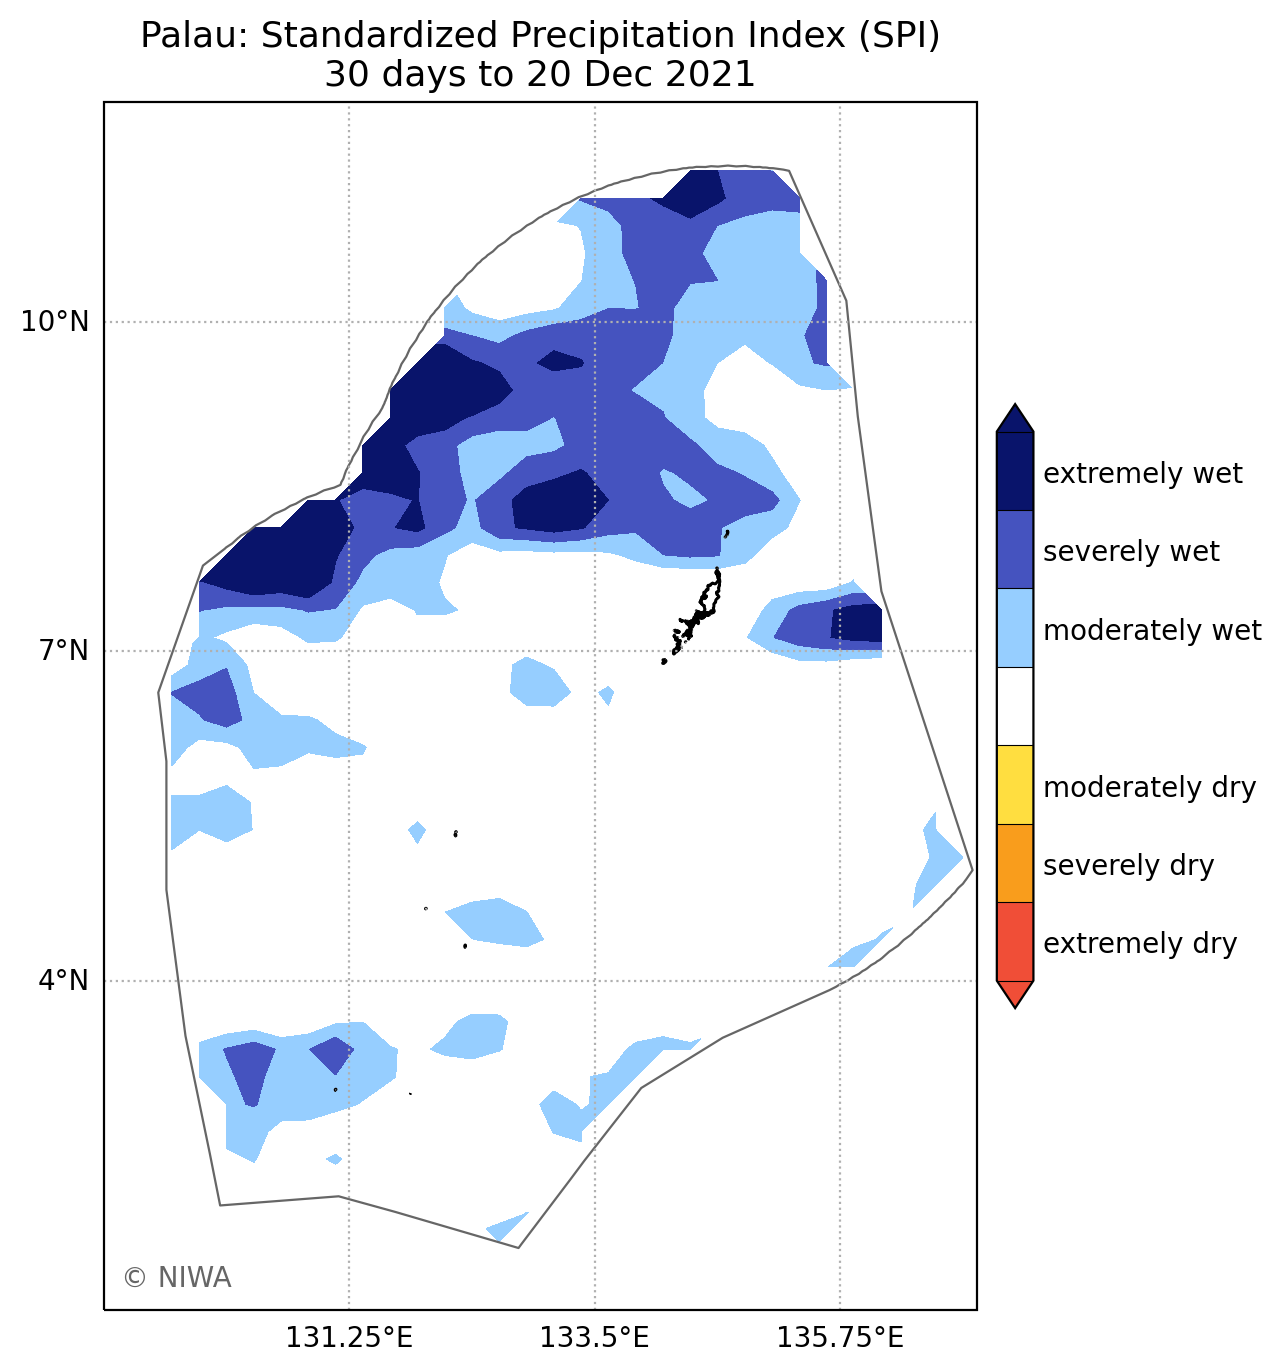 Palau: Standardized Precipitation Index (SPI)
30 days to 20 Dec 2021
10°N
7°N
4°N
131.25°E
133.5°E
135.75°E
extremely wet
severely wet
moderately wet
moderately dry
severely dry
extremely dry
© NIWA